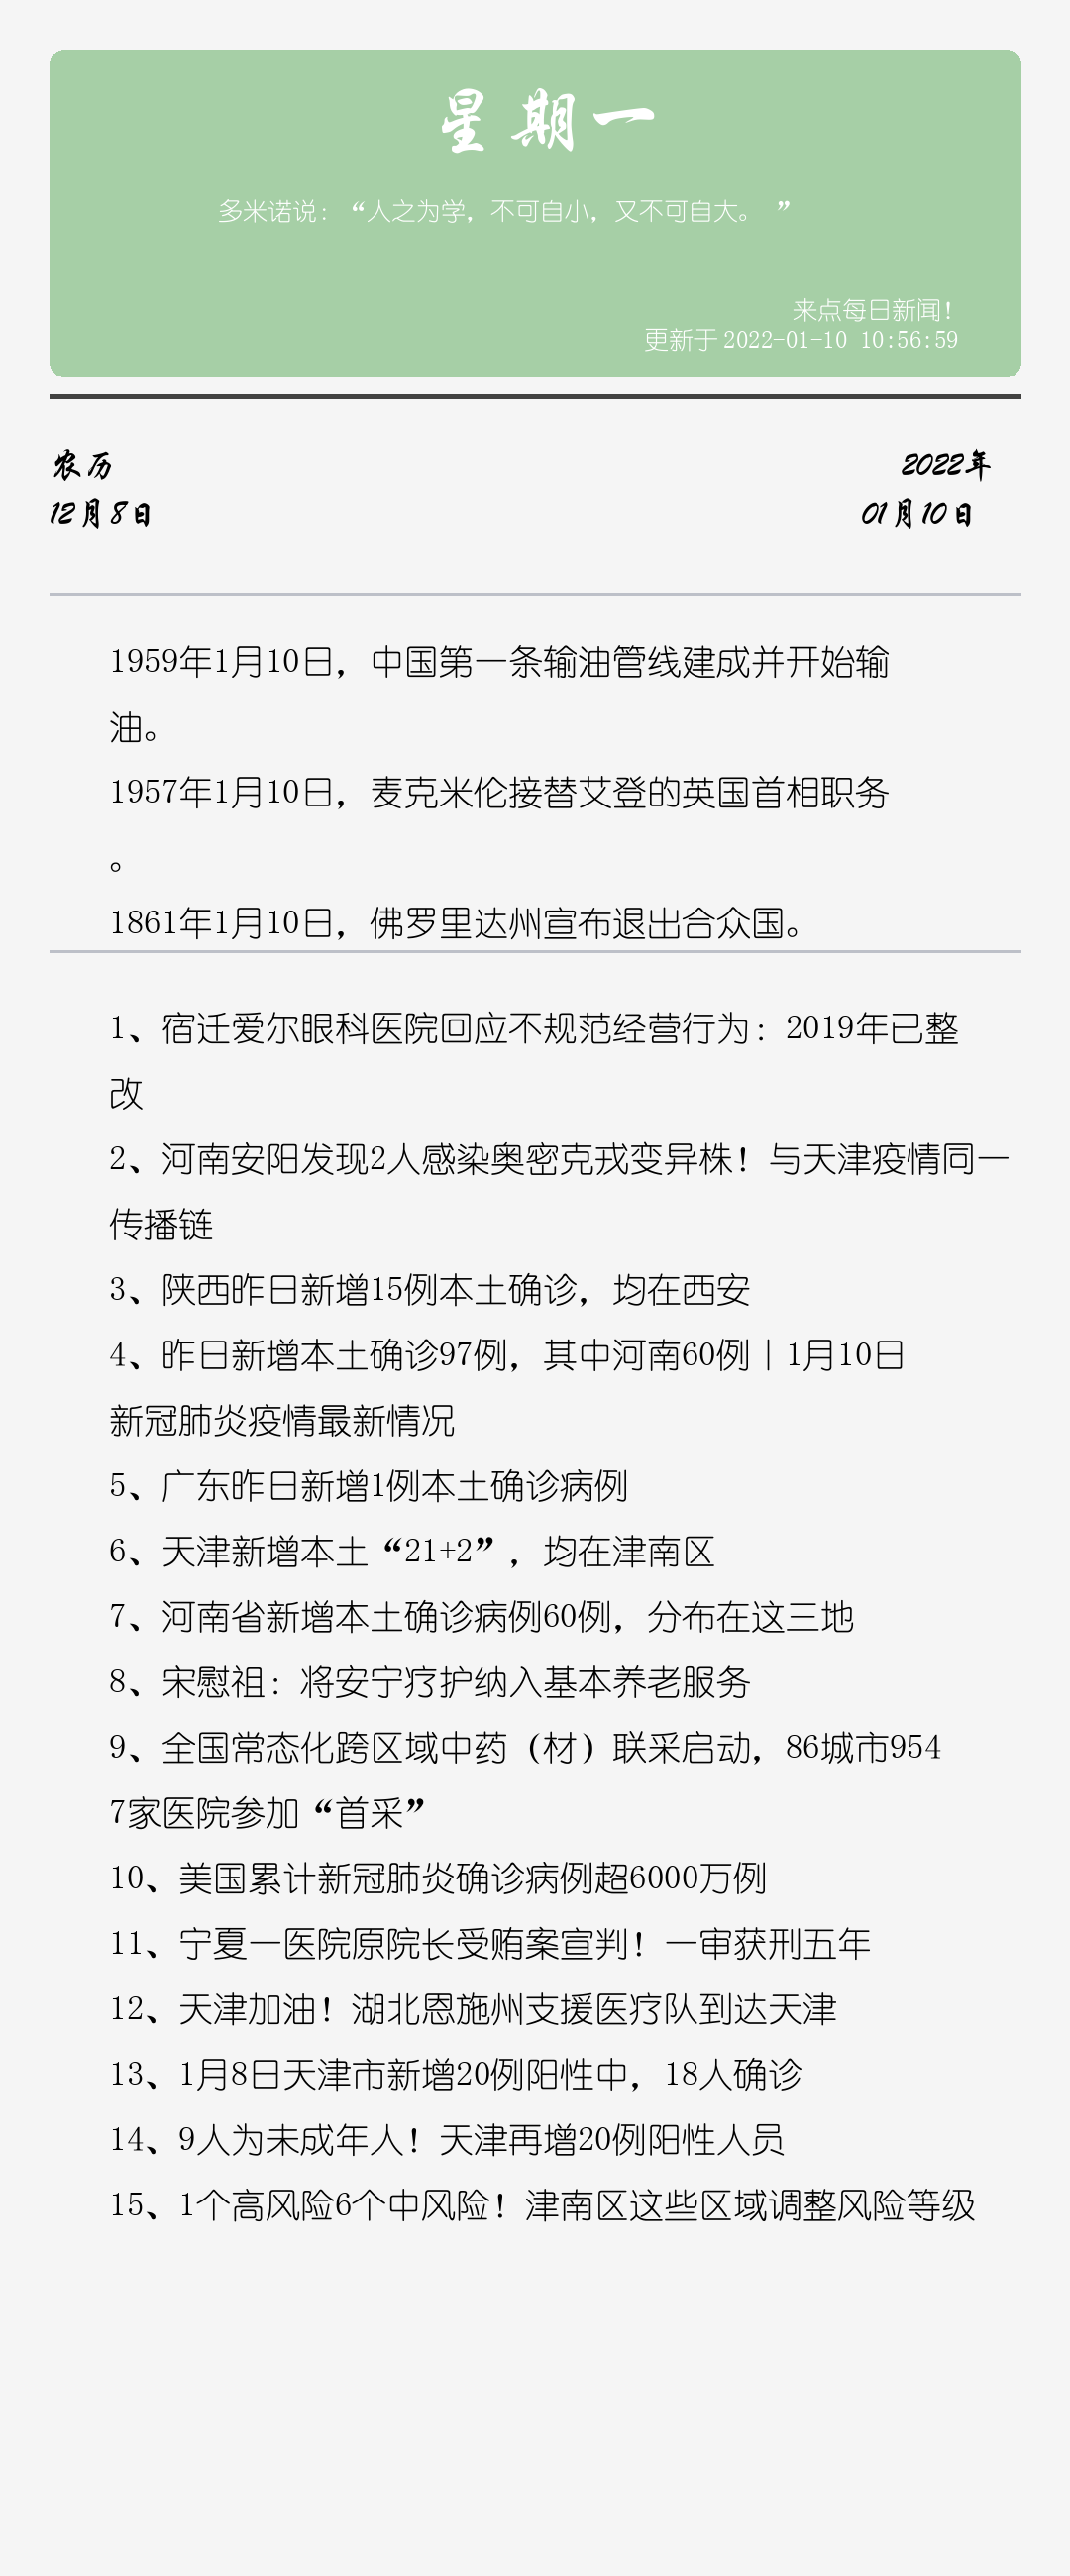 星期一
多米诺说：“人之为学，不可自小，又不可自大。 ”
来点每日新闻！
更新于 2022-01-10 10:56:59
农历
12月8日
2022年
01月10日
1959年1月10日，中国第一条输油管线建成并开始输
油。
1957年1月10日，麦克米伦接替艾登的英国首相职务
。
1861年1月10日，佛罗里达州宣布退出合众国。
1、宿迁爱尔眼科医院回应不规范经营行为：2019年已整
改
2、河南安阳发现2人感染奥密克戎变异株！与天津疫情同一
传播链
3、陕西昨日新增15例本土确诊，均在西安
4、昨日新增本土确诊97例，其中河南60例｜1月10日
新冠肺炎疫情最新情况
5、广东昨日新增1例本土确诊病例
6、天津新增本土“21+2”，均在津南区
7、河南省新增本土确诊病例60例，分布在这三地
8、宋慰祖：将安宁疗护纳入基本养老服务
9、全国常态化跨区域中药（材）联采启动，86城市954
7家医院参加“首采”
10、美国累计新冠肺炎确诊病例超6000万例
11、宁夏一医院原院长受贿案宣判！一审获刑五年
12、天津加油！湖北恩施州支援医疗队到达天津
13、1月8日天津市新增20例阳性中，18人确诊
14、9人为未成年人！天津再增20例阳性人员
15、1个高风险6个中风险！津南区这些区域调整风险等级